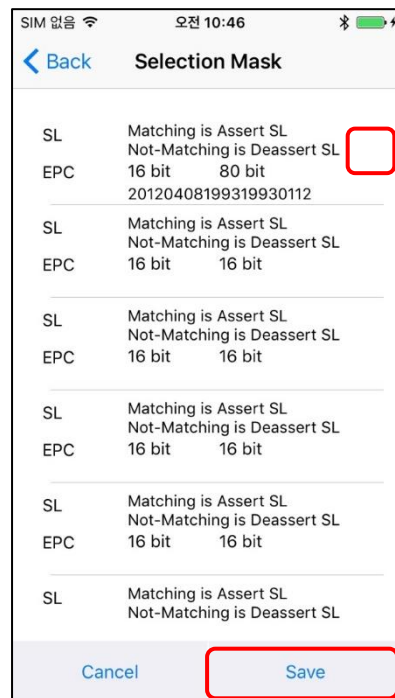 SIM 없음 오전 10:46
Back Selection Mask
SL Matching is Assert SL
Not-Matching is Deassert SL
EPC 16 bit 80 bit
20120408199319930112
SL Matching is Assert SL
Not-Matching is Deassert SL
EPC 16 bit 16 bit
SL Matching is Assert SL
Not-Matching is Deassert SL
EPC 16 bit 16 bit
SL Matching is Assert SL
Not-Matching is Deassert SL
EPC 16 bit 16 bit
SL Matching is Assert SL
Not-Matching is Deassert SL
EPC 16 bit 16 bit
SL Matching is Assert SL
Not-Matching is Deassert SL
Cancel Save